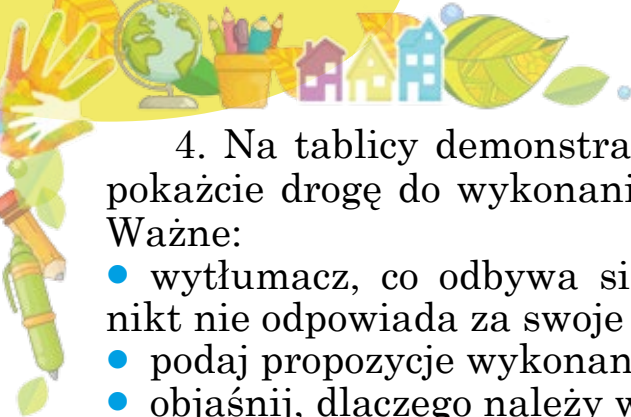 4. Na tablicy demonstra
pokażcie drogę do wykonani
Ważne:
• wytłumacz, co odbywa si
nikt nie odpowiada za swoje
• podaj propozycje wykonan
• objaśnij, dlaczego należy w